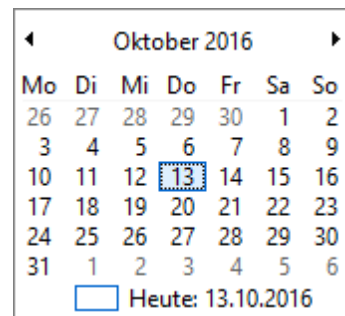 Oktober 2016
Mo Di Mi Do Fr Sa So
26 27 28 29 30 1 2
3 4 5 6 7 8 9
10 11 12 13 14 15 16
17 18 19 20 21 22 23
24 25 26 27 28 29 30
31 1 2 3 4 5 6
Heute: 13.10.2016